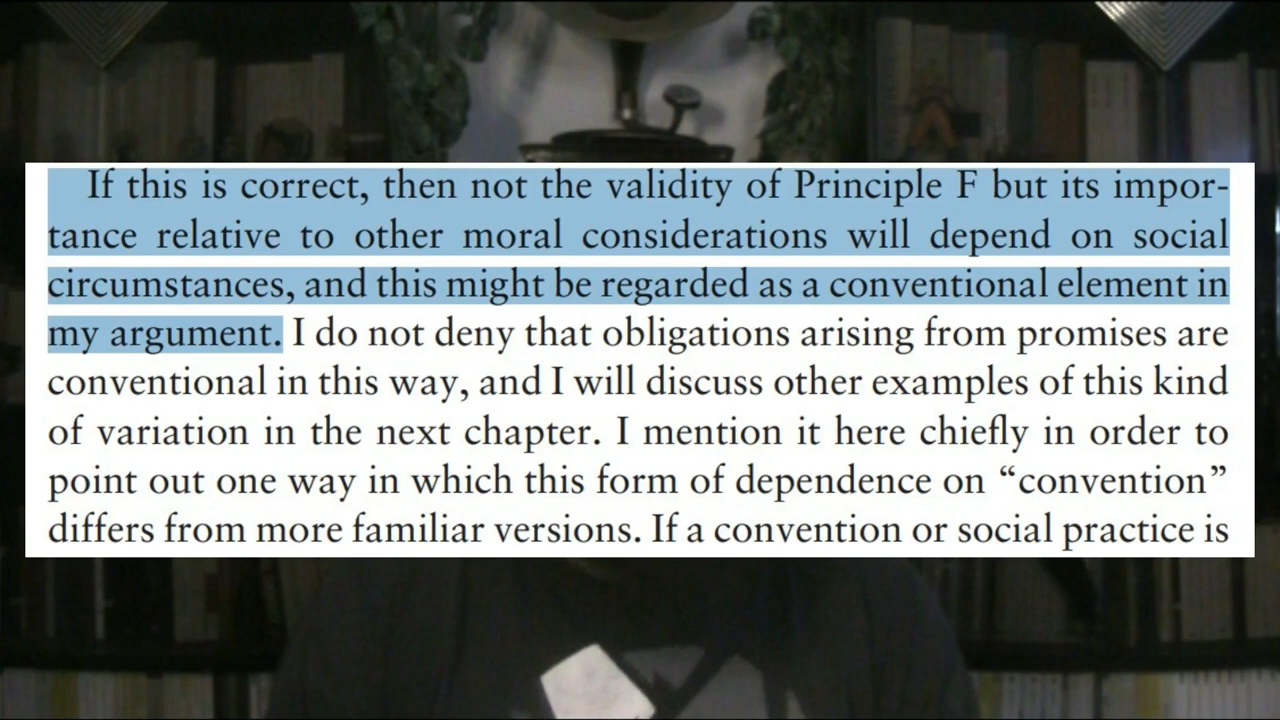 If this is correct, then not the validity of Principle F but its impor-
tance relative to other moral considerations will depend on social
circumstances, and this might be regarded as a conventional element in
my argument. I do not deny that obligations arising from promises are
conventional in this way, and I will discuss other examples of this kind
of variation in the next chapter. I mention it here chiefly in order to
point out one way in which this form of dependence on “convention”
differs from more familiar versions. If a convention or social practice is